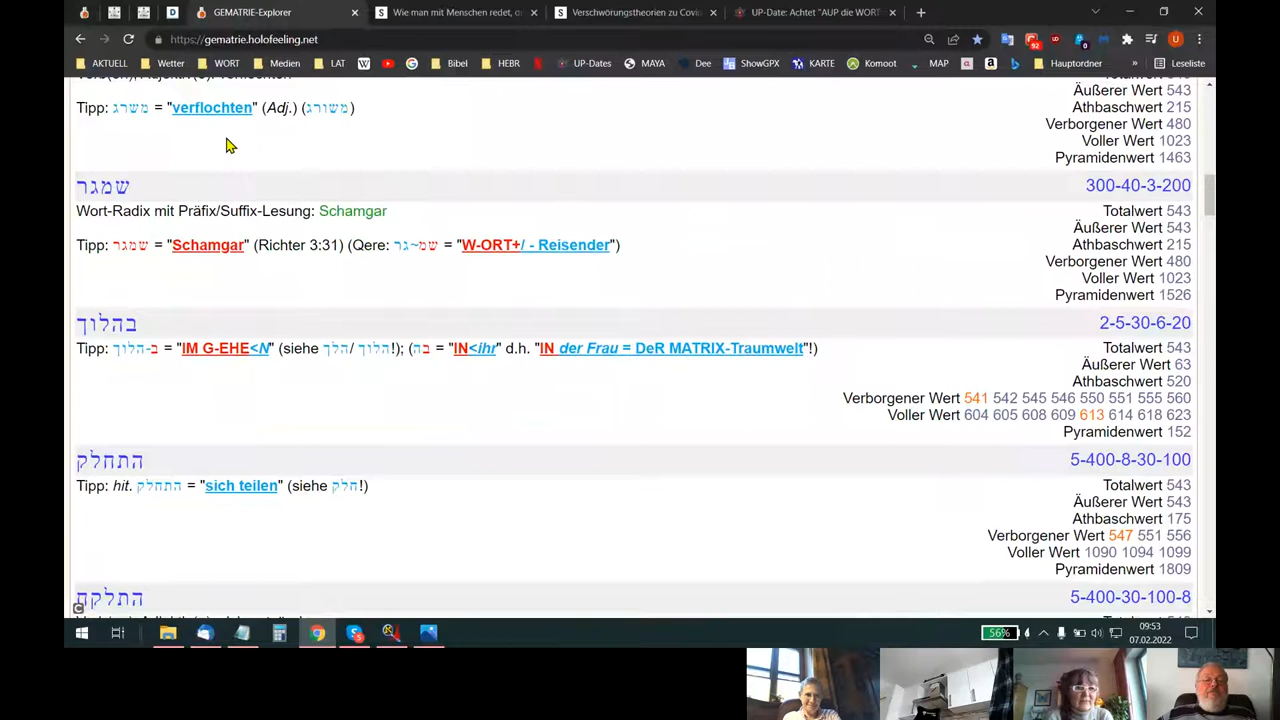 GEMATRIE-Explorer
Wie man mit Menschen redet,
Verschwörungstheorien zu Covi
UP-Date: Achtet "AUP die WORT
https://gematrie.holofeeling.net
92
0
U
AKTUELL Wetter WORT Medien LAT Bibel HEBR UP-Dates MAYA Dee ShowGPX KARTE Komoot MAP Hauptordner » Leseliste
Tipp: משרג = "verflochten" (Adj.) (משורג)
Äußerer Wert 543
Athbaschwert 215
Verborgener Wert 480
Voller Wert 1023
Pyramidenwert 1463
שמגר 300-40-3-200
Wort-Radix mit Präfix/Suffix-Lesung: Schamgar
Totalwert 543
Äußerer Wert 543
Tipp: שמגר = "Schamgar" (Richter 3:31) (Qere: שמ~גר = "W-ORT+/ - Reisender")
Athbaschwert 215
Verborgener Wert 480
Voller Wert 1023
Pyramidenwert 1526
בהלוך 2-5-30-6-20
Tipp: ב-הלוך = "IM G-EHE<N" (siehe הלך /הלוך!); (בה = "IN<ihr" d.h. "IN der Frau = DeR MATRIX-Traumwelt"!)
Totalwert 543
Äußerer Wert 63
Athbaschwert 520
Verborgener Wert 541 542 545 546 550 551 555 560
Voller Wert 604 605 608 609 613 614 618 623
Pyramidenwert 152
התחלק 5-400-8-30-100
Tipp: hit. התחלק = "sich teilen" (siehe חלק!)
Totalwert 543
Äußerer Wert 543
Athbaschwert 175
Verborgener Wert 547 551 556
Voller Wert 1090 1094 1099
Pyramidenwert 1809
התלקח 5-400-30-100-8
56%
09:53
07.02.2022